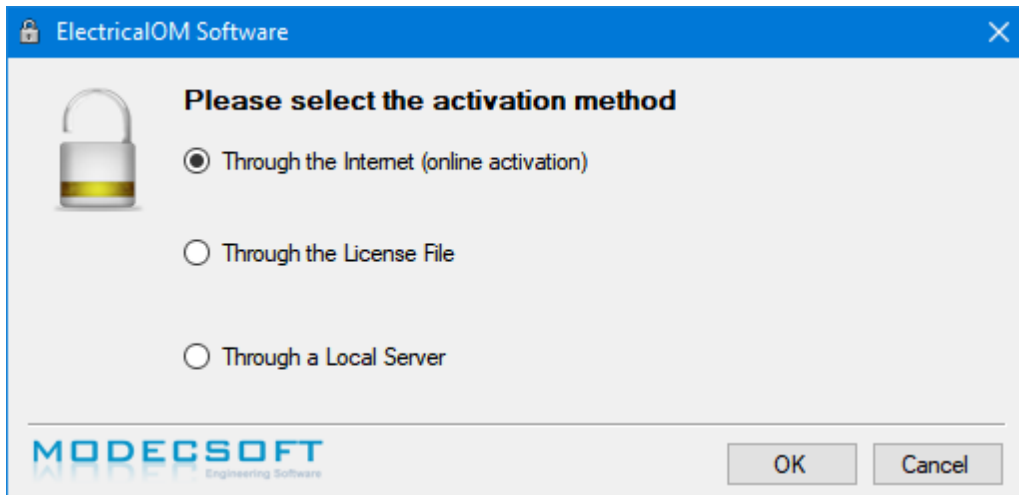 ElectricalOM Software
Please select the activation method
Through the Internet (online activation)
Through the License File
Through a Local Server
MODECSOFT
Engineering Software
OK
Cancel